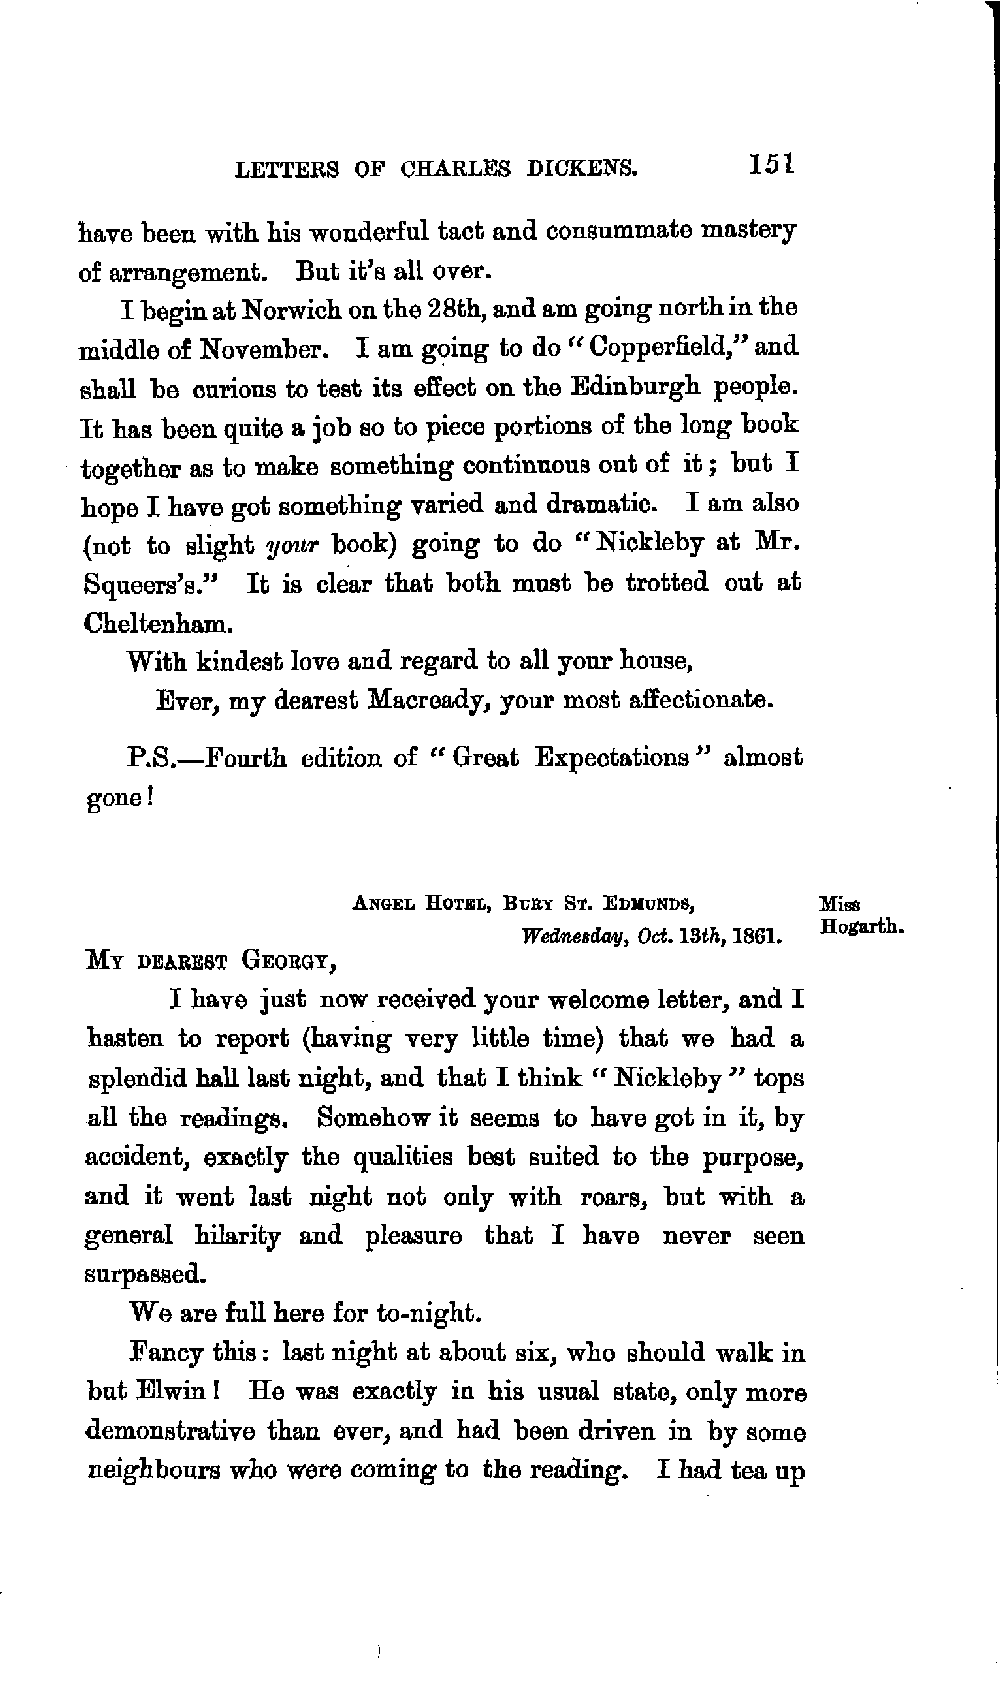 LETTERS OF CHARLES DICKENS. 151
have been with his wonderful tact and consummate mastery
of arrangement. But it's all over.
I begin at Norwich on the 28th, and am going north in the
middle of November. I am going to do "Copperfield," and
shall be curious to test its effect on the Edinburgh people.
It has been quite a job so to piece portions of the long book
together as to make something continuous out of it; but I
hope I have got something varied and dramatic. I am also
(not to slight your book) going to do "Nickleby at Mr.
Squeers's." It is clear that both must be trotted out at
Cheltenham.
With kindest love and regard to all your house,
Ever, my dearest Macready, your most affectionate.
P.S.—Fourth edition of "Great Expectations" almost
gone!
ANGEL HOTEL, BURY ST. EDMUNDS,
Wednesday, Oct. 13th, 1861.
Miss
Hogarth.
MY DEAREST GEORGY,
I have just now received your welcome letter, and I
hasten to report (having very little time) that we had a
splendid hall last night, and that I think "Nickleby" tops
all the readings. Somehow it seems to have got in it, by
accident, exactly the qualities best suited to the purpose,
and it went last night not only with roars, but with a
general hilarity and pleasure that I have never seen
surpassed.
We are full here for to-night.
Fancy this: last night at about six, who should walk in
but Elwin! He was exactly in his usual state, only more
demonstrative than ever, and had been driven in by some
neighbours who were coming to the reading. I had tea up